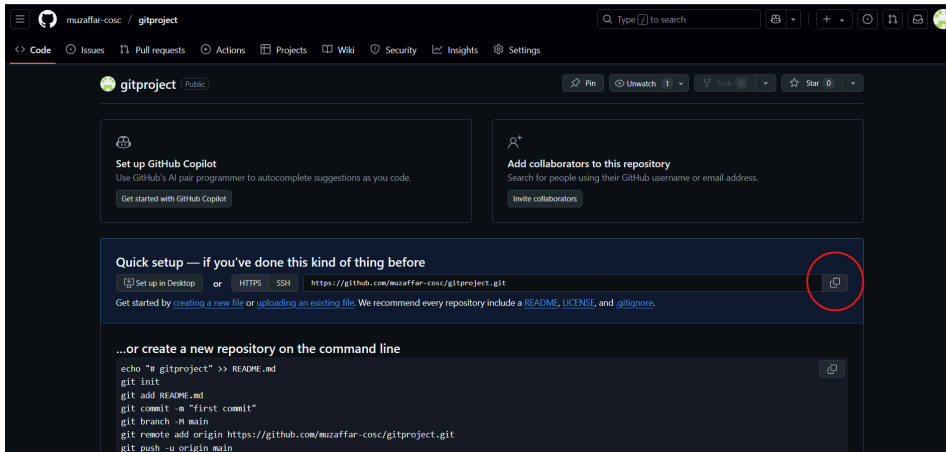 muzaffar-cosc / gitproject
Type / to search
Code Issues Pull requests Actions Projects Wiki Security Insights Settings
gitproject Public
Pin Unwatch 1 Fork 0 Star 0
Set up GitHub Copilot
Use GitHub's AI pair programmer to autocomplete suggestions as you code.
Get started with GitHub Copilot
Add collaborators to this repository
Search for people using their GitHub username or email address.
Invite collaborators
Quick setup — if you've done this kind of thing before
Set up in Desktop or HTTPS SSH https://github.com/muzaffar-cosc/gitproject.git
Get started by creating a new file or uploading an existing file. We recommend every repository include a README, LICENSE, and .gitignore.
...or create a new repository on the command line
echo "# gitproject" >> README.md
git init
git add README.md
git commit -m "first commit"
git branch -M main
git remote add origin https://github.com/muzaffar-cosc/gitproject.git
git push -u origin main